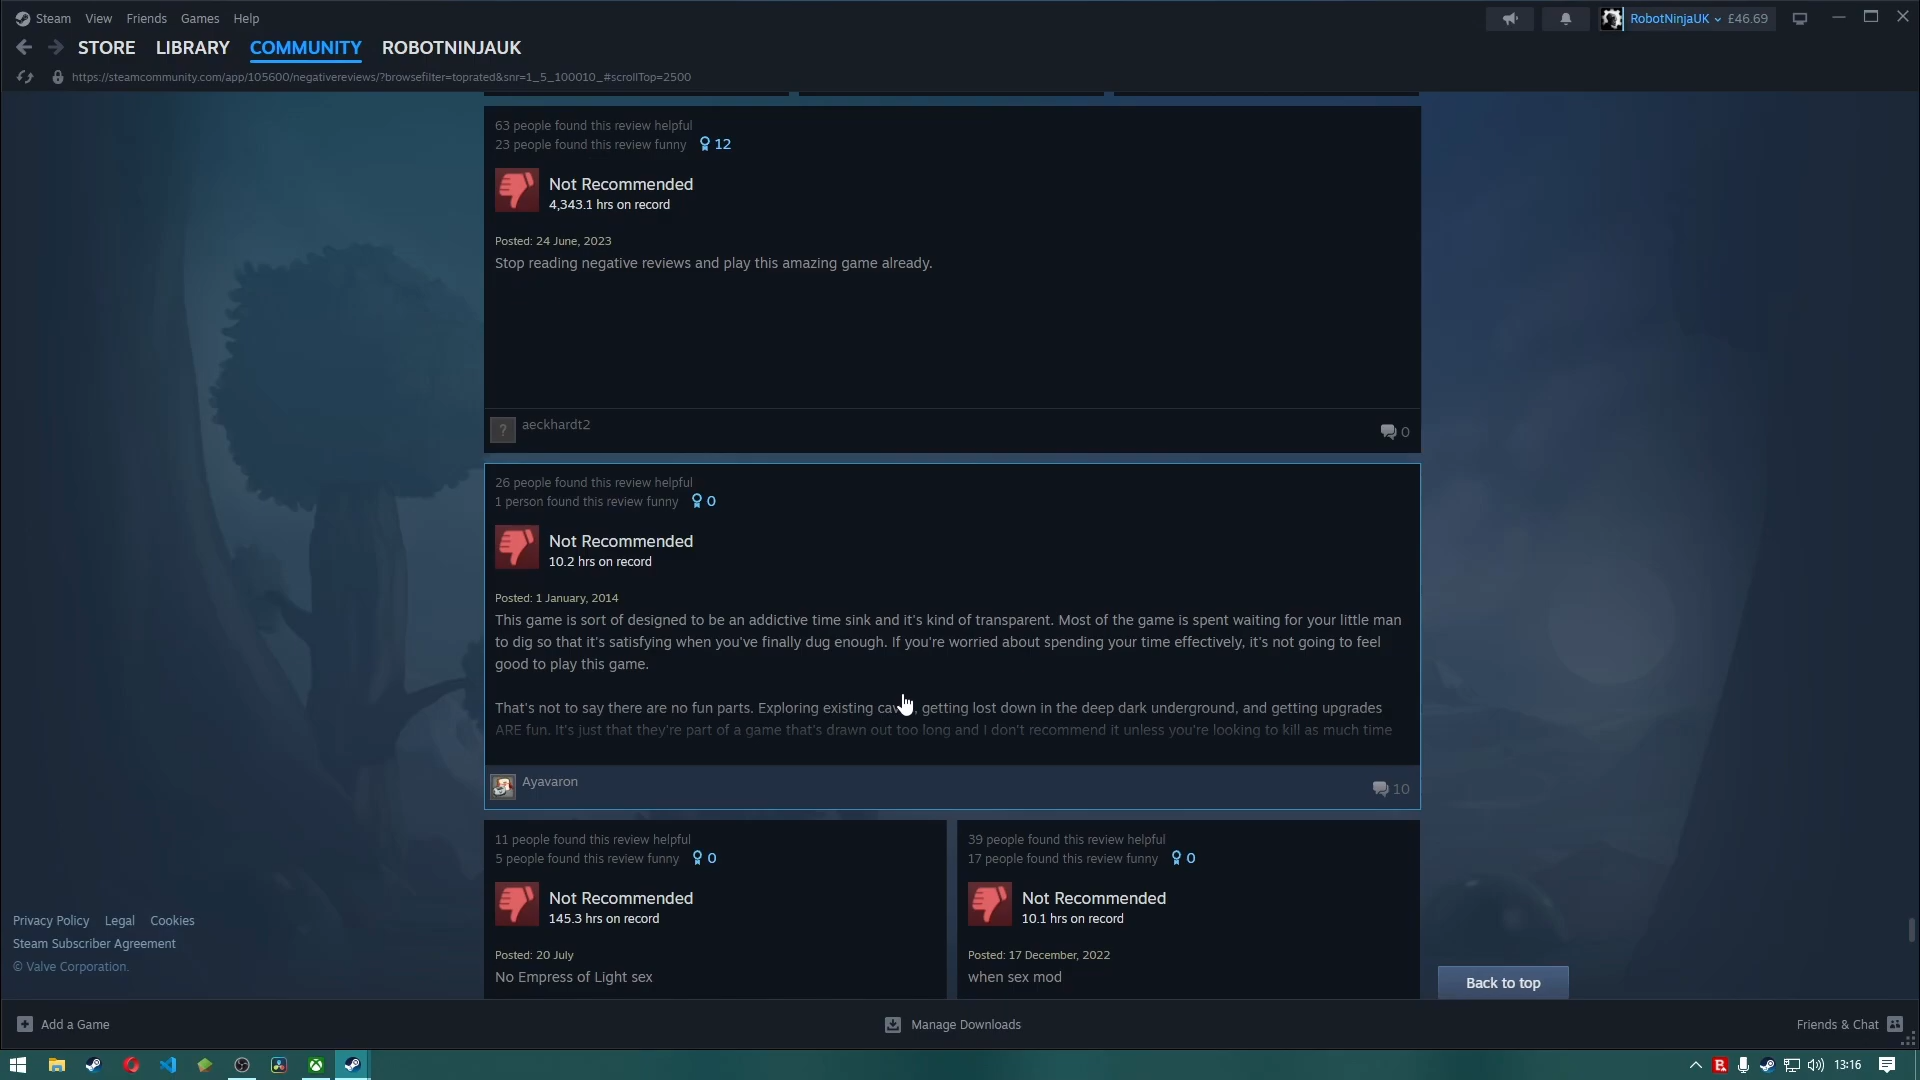 Steam View Friends Games Help
RobotNinjaUK £46.69
STORE LIBRARY COMMUNITY ROBOTNINJAUK
https://steamcommunity.com/app/105600/negativereviews/?browsefilter=toprated&snr=1_5_100010_#scrollTop=2500
63 people found this review helpful
23 people found this review funny 12
Not Recommended
4,343.1 hrs on record
Posted: 24 June, 2023
Stop reading negative reviews and play this amazing game already.
?
aeckhardt2
0
26 people found this review helpful
1 person found this review funny 0
Not Recommended
10.2 hrs on record
Posted: 1 January, 2014
This game is sort of designed to be an addictive time sink and it's kind of transparent. Most of the game is spent waiting for your little man
to dig so that it's satisfying when you've finally dug enough. If you're worried about spending your time effectively, it's not going to feel
good to play this game.
That's not to say there are no fun parts. Exploring existing getting lost down in the deep dark underground, and getting upgrades
ARE fun. It's just that they're part of a game that's drawn out too long and I don't recommend it unless you're looking to kill as much time
Ayavaron
10
11 people found this review helpful
5 people found this review funny 0
Not Recommended
145.3 hrs on record
Posted: 20 July
No Empress of Light sex
39 people found this review helpful
17 people found this review funny 0
Not Recommended
10.1 hrs on record
Posted: 17 December, 2022
when sex mod
Privacy Policy Legal Cookies
Steam Subscriber Agreement
© Valve Corporation.
Back to top
Add a Game
Manage Downloads
Friends & Chat
13:16